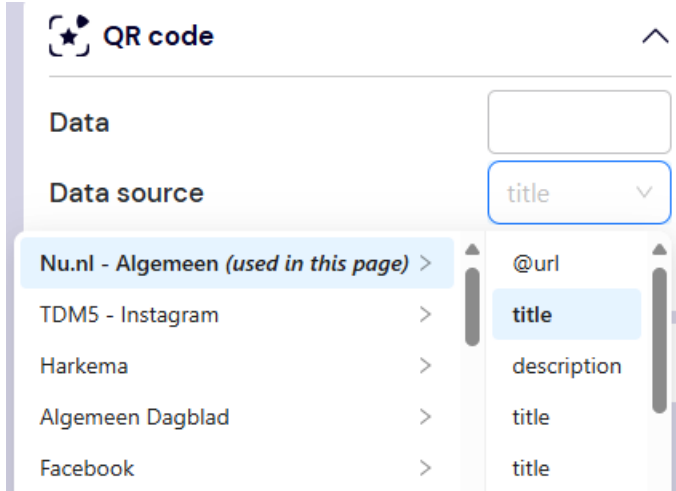 QR code
Data
Data source
title
Nu.nl - Algemeen (used in this page)
@url
TDM5 - Instagram
title
Harkema
description
Algemeen Dagblad
title
Facebook
title